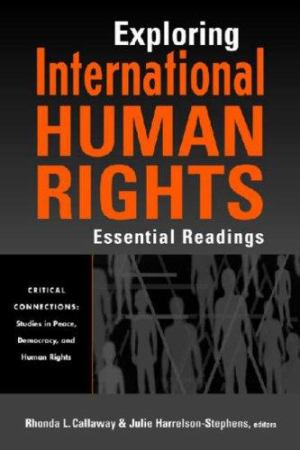 Exploring
International
HUMAN
RIGHTS
Essential Readings
CRITICAL
CONNECTIONS:
Studies in Peace,
Democracy, and
Human Rights
Rhonda L. Callaway & Julie Harrelson-Stephens, editors